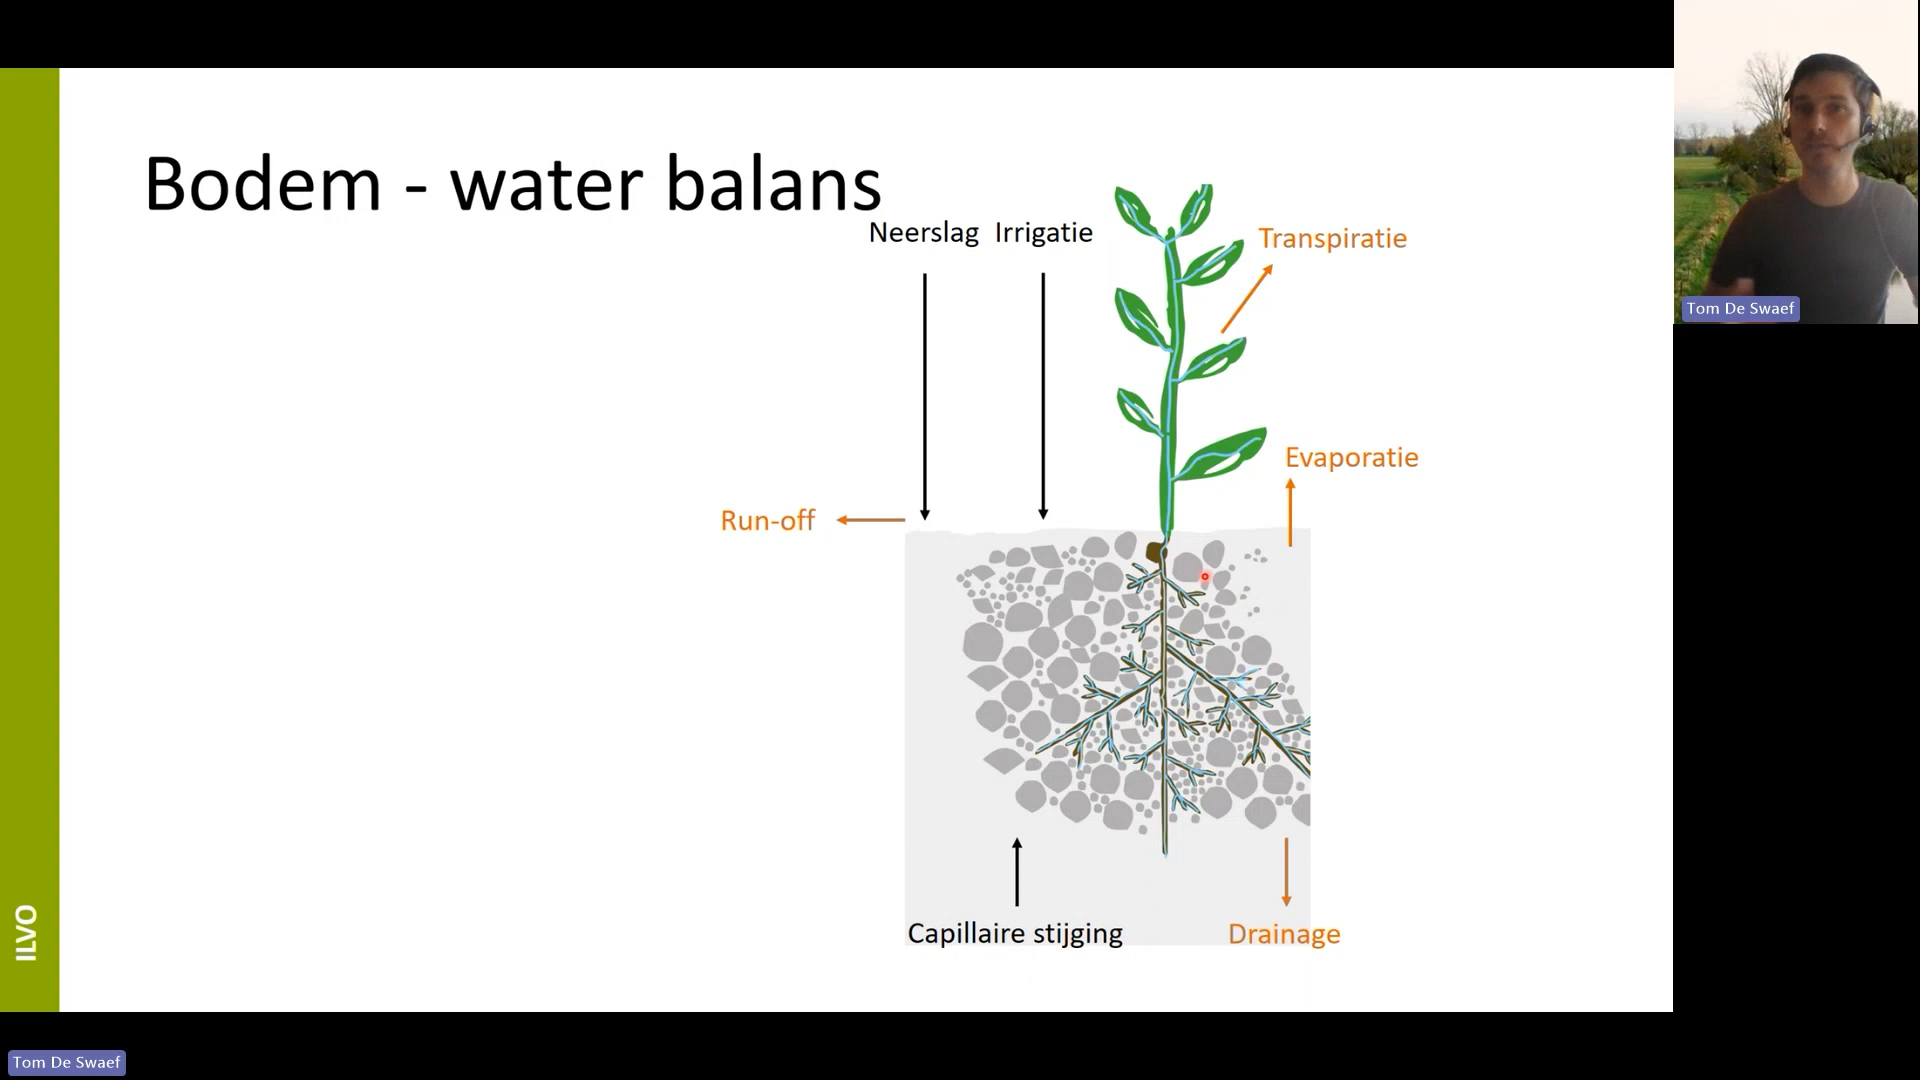 Bodem - water balans
Neerslag Irrigatie
Transpiratie
Evaporatie
Run-off
Capillaire stijging
Drainage
ILVO
Tom De Swaef
Tom De Swaef